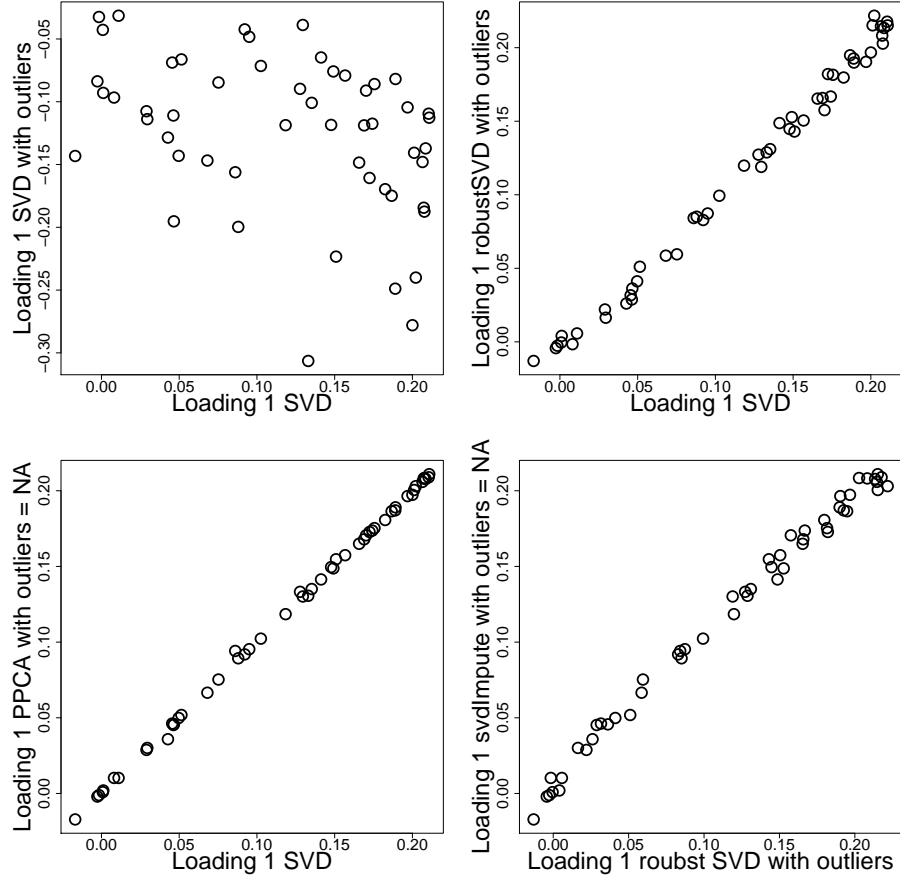 Loading 1 SVD with outliers
-0.05
-0.10
-0.15
-0.20
-0.25
-0.30
0.00 0.05 0.10 0.15 0.20
Loading 1 SVD
Loading 1 robustSVD with outliers
0.20
0.15
0.10
0.05
0.00
0.00 0.05 0.10 0.15 0.20
Loading 1 SVD
Loading 1 PPCA with outliers = NA
0.20
0.15
0.10
0.05
0.00
0.00 0.05 0.10 0.15 0.20
Loading 1 SVD
Loading 1 svdImpute with outliers = NA
0.20
0.15
0.10
0.05
0.00
0.00 0.05 0.10 0.15 0.20
Loading 1 roubst SVD with outliers